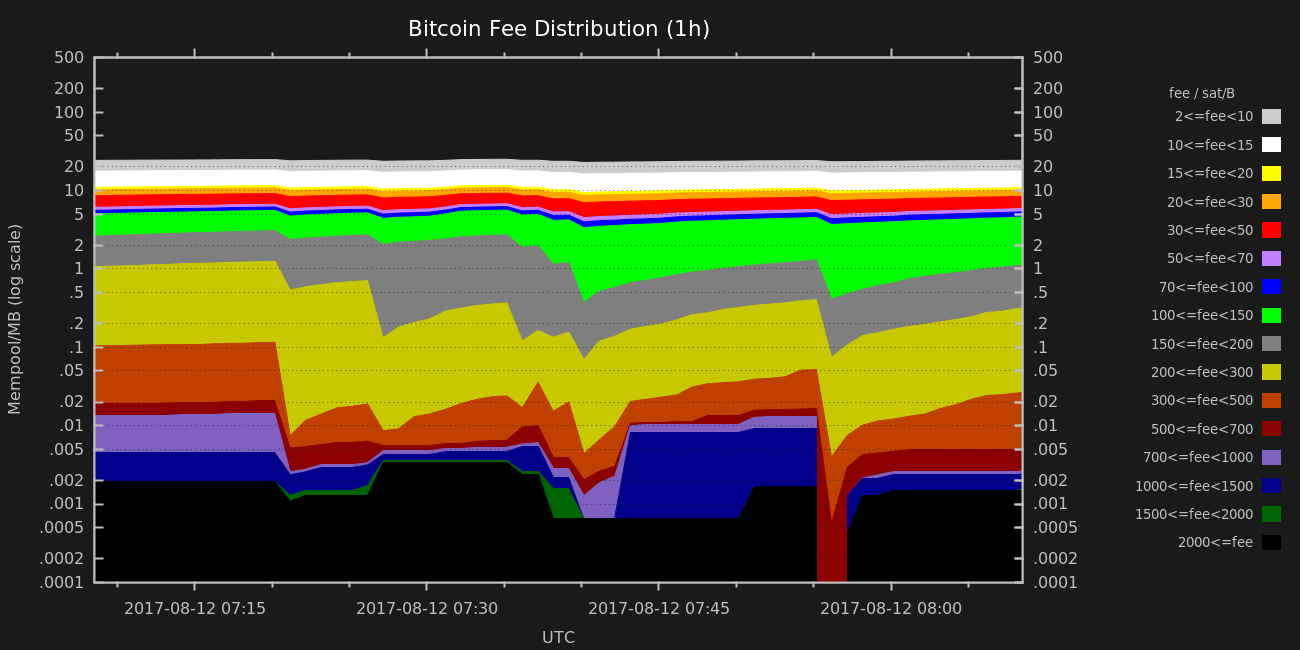 Bitcoin Fee Distribution (1h)
500
200
100
50
20
10
5
2
1
.5
.2
.1
.05
.02
.01
.005
.002
.001
.0005
.0002
.0001
Mempool/MB (log scale)
500
200
100
50
20
10
5
2
1
.5
.2
.1
.05
.02
.01
.005
.002
.001
.0005
.0002
.0001
2017-08-12 07:15
2017-08-12 07:30
2017-08-12 07:45
2017-08-12 08:00
UTC
fee / sat/B
2<=fee<10
10<=fee<15
15<=fee<20
20<=fee<30
30<=fee<50
50<=fee<70
70<=fee<100
100<=fee<150
150<=fee<200
200<=fee<300
300<=fee<500
500<=fee<700
700<=fee<1000
1000<=fee<1500
1500<=fee<2000
2000<=fee